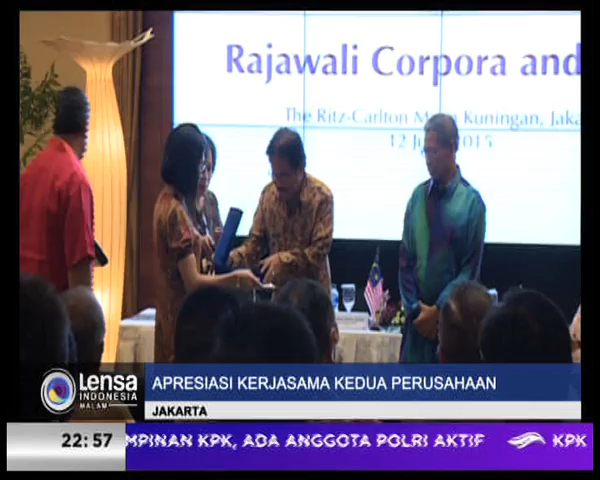 Rajawali Corpora and
The Ritz-Carlton Kuningan, Jaka
12 2015
Lensa
INDONESIA
MALAM
APRESIASI KERJASAMA KEDUA PERUSAHAAN
JAKARTA
22:57
MPINAN KPK, ADA ANGGOTA POLRI AKTIF
KPK